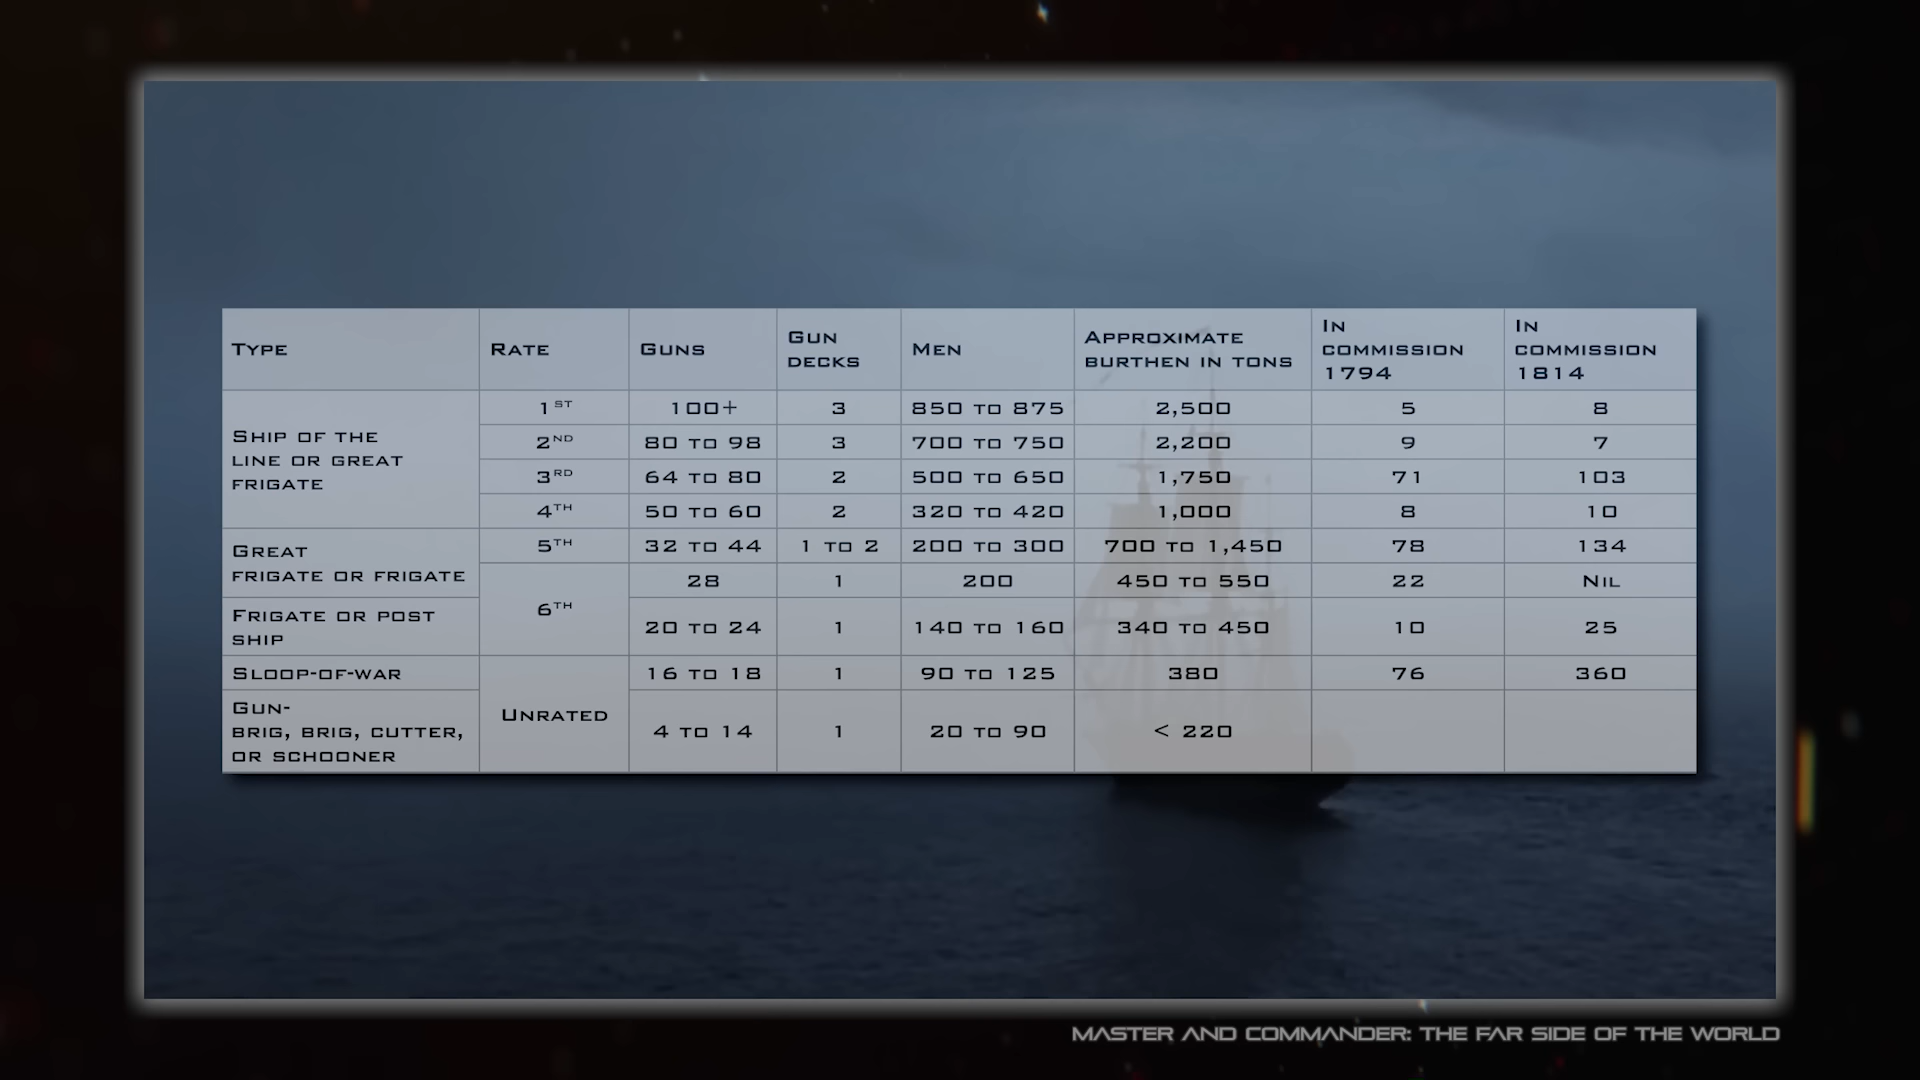 Type Rate Guns Gun decks Men Approximate burthen in tons In commission 1794 In commission 1814
Ship of the line or great frigate
1st 100+ 3 850 to 875 2,500 5 8
2nd 80 to 98 3 700 to 750 2,200 9 7
3rd 64 to 80 2 500 to 650 1,750 71 103
4th 50 to 60 2 320 to 420 1,000 8 10
Great frigate or frigate
5th 32 to 44 1 to 2 200 to 300 700 to 1,450 78 134
6th 28 1 200 450 to 550 22 Nil
Frigate or post ship 20 to 24 1 140 to 160 340 to 450 10 25
Sloop-of-war Unrated 16 to 18 1 90 to 125 380 76 360
Gun-brig, brig, cutter, or schooner 4 to 14 1 20 to 90 < 220
MASTER AND COMMANDER: THE FAR SIDE OF THE WORLD